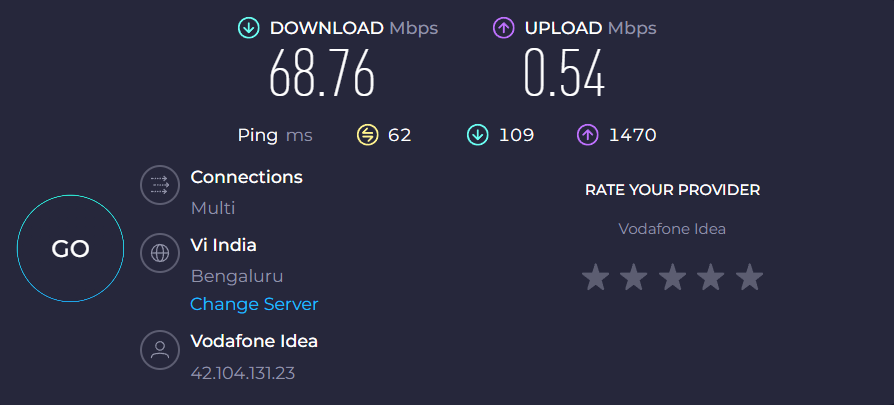 DOWNLOAD Mbps UPLOAD Mbps
68.76 0.54
Ping ms 62 109 1470
Connections
Multi
RATE YOUR PROVIDER
Vodafone Idea
GO
Vi India
Bengaluru
Change Server
Vodafone Idea
42.104.131.23